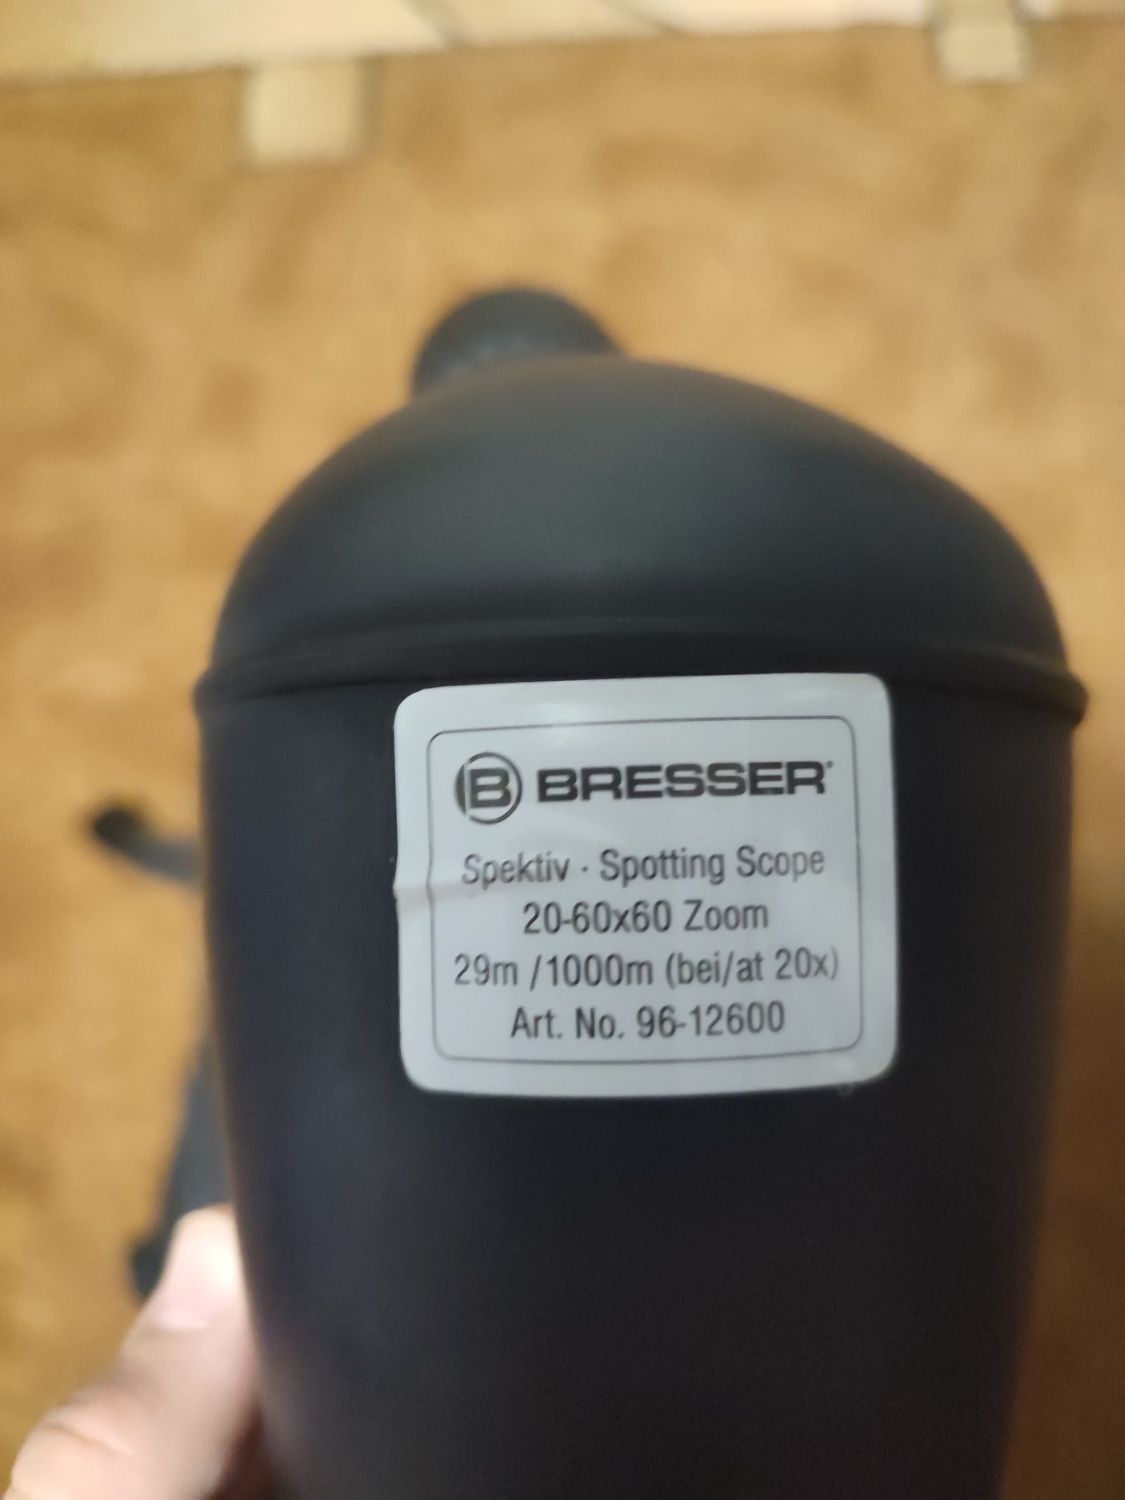 B BRESSER®
Spektiv · Spotting Scope
20-60x60 Zoom
29m /1000m (bei/at 20x)
Art. No. 96-12600